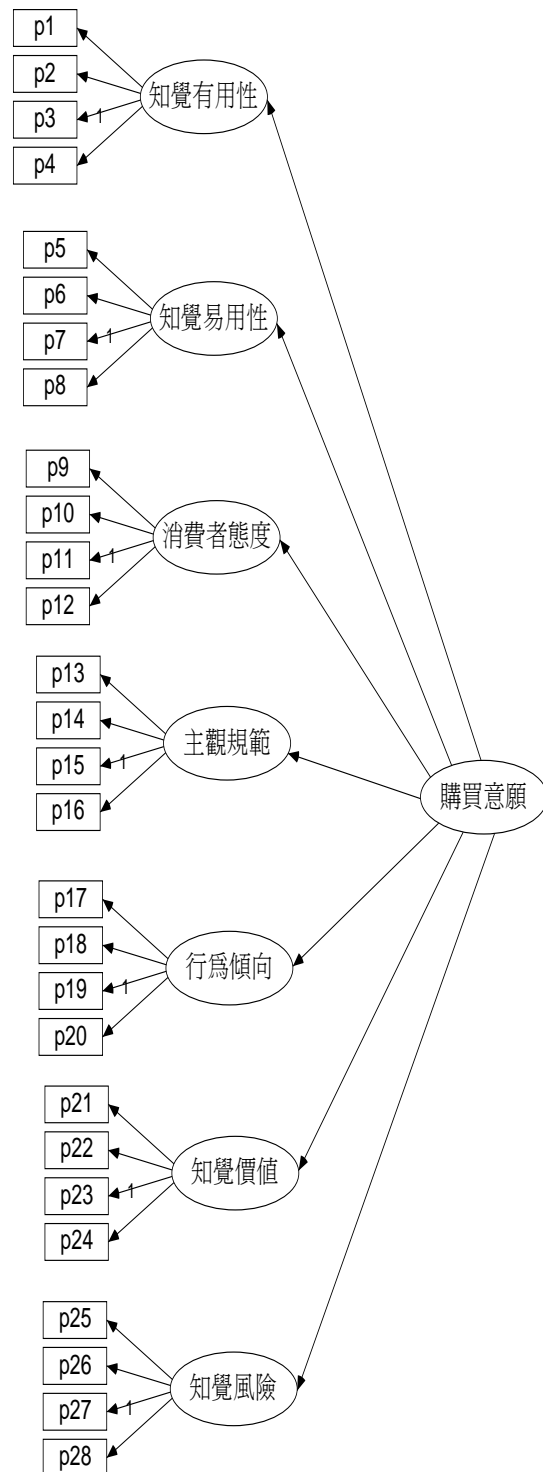 p1
p2
p3
p4
1
知覺有用性
p5
p6
p7
p8
1
知覺易用性
p9
p10
p11
p12
1
消費者態度
p13
p14
p15
p16
1
主觀規範
購買意願
p17
p18
p19
p20
1
行爲傾向
p21
p22
p23
p24
1
知覺價值
p25
p26
p27
p28
1
知覺風險